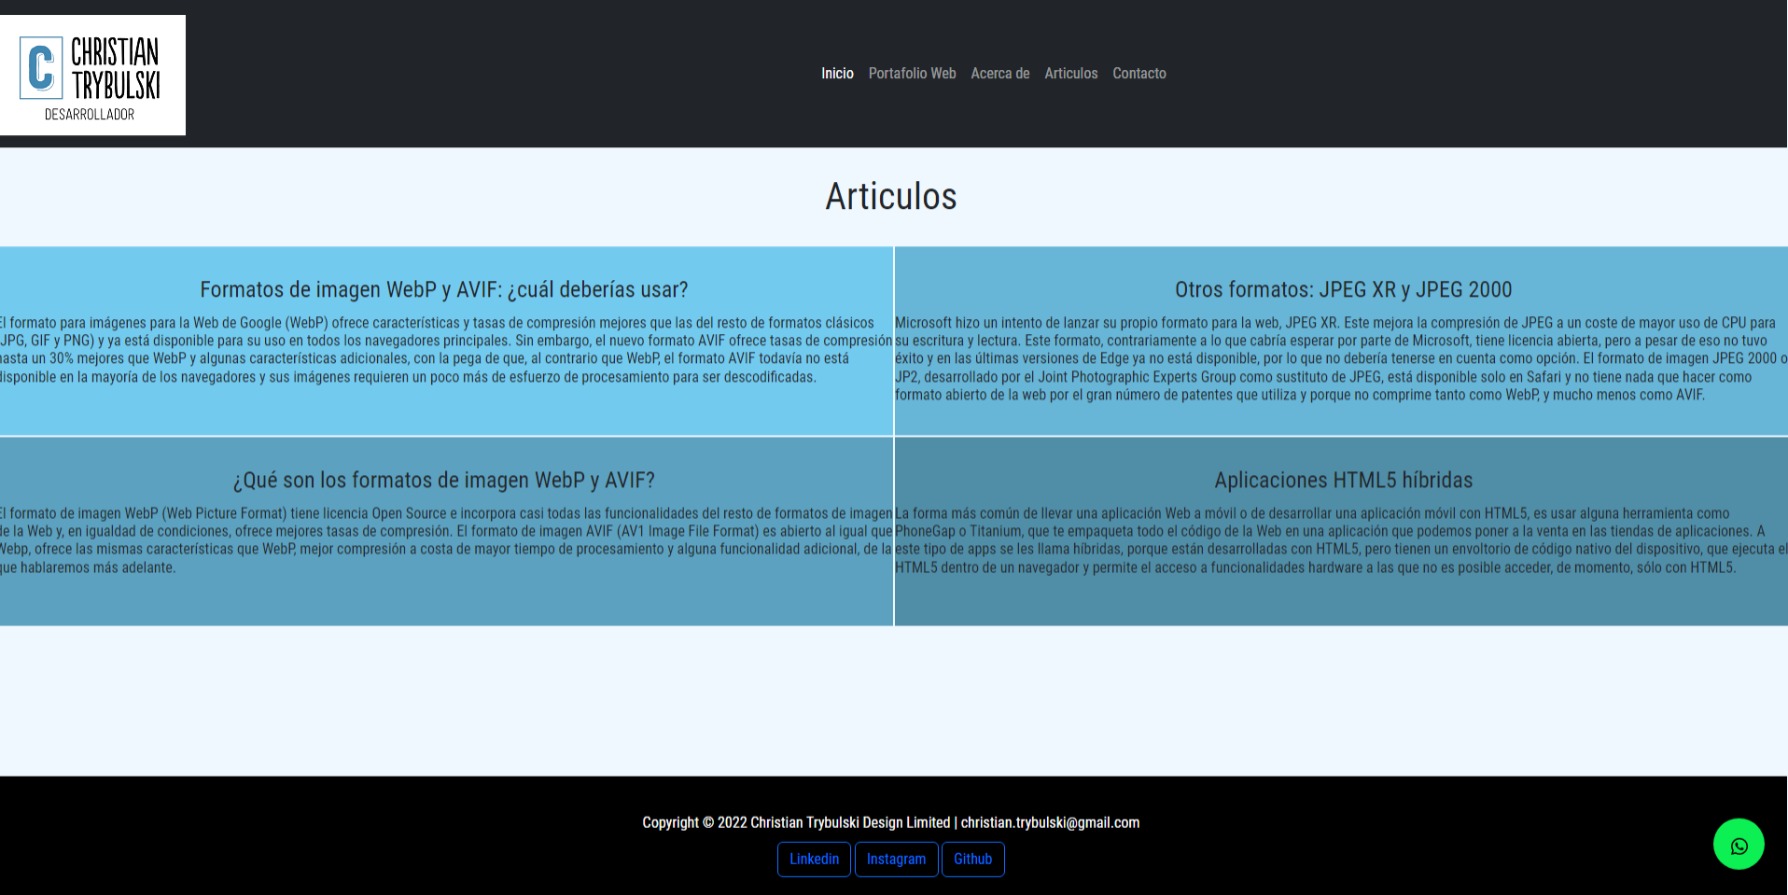 C CHRISTIAN
TRYBULSKI
DESARROLLADOR
Inicio Portafolio Web Acerca de Articulos Contacto
Articulos
Formatos de imagen WebP y AVIF: ¿cuál deberías usar?
El formato para imágenes para la Web de Google (WebP) ofrece características y tasas de compresión mejores que las del resto de formatos clásicos
(JPG, GIF y PNG) y ya está disponible para su uso en todos los navegadores principales. Sin embargo, el nuevo formato AVIF ofrece tasas de compresión
hasta un 30% mejores que WebP y algunas características adicionales, con la pega de que, al contrario que WebP, el formato AVIF todavía no está
disponible en la mayoría de los navegadores y sus imágenes requieren un poco más de esfuerzo de procesamiento para ser descodificadas.
Otros formatos: JPEG XR y JPEG 2000
Microsoft hizo un intento de lanzar su propio formato para la web, JPEG XR. Este mejora la compresión de JPEG a un coste de mayor uso de CPU para
su escritura y lectura. Este formato, contrariamente a lo que cabría esperar por parte de Microsoft, tiene licencia abierta, pero a pesar de eso no tuvo
éxito y en las últimas versiones de Edge ya no está disponible, por lo que no debería tenerse en cuenta como opción. El formato de imagen JPEG 2000 o
JP2, desarrollado por el Joint Photographic Experts Group como sustituto de JPEG, está disponible solo en Safari y no tiene nada que hacer como
formato abierto de la web por el gran número de patentes que utiliza y porque no comprime tanto como WebP, y mucho menos como AVIF.
¿Qué son los formatos de imagen WebP y AVIF?
El formato de imagen WebP (Web Picture Format) tiene licencia Open Source e incorpora casi todas las funcionalidades del resto de formatos de imagen
de la Web y, en igualdad de condiciones, ofrece mejores tasas de compresión. El formato de imagen AVIF (AV1 Image File Format) es abierto al igual que
Webp, ofrece las mismas características que WebP, mejor compresión a costa de mayor tiempo de procesamiento y alguna funcionalidad adicional, de la
que hablaremos más adelante.
Aplicaciones HTML5 híbridas
La forma más común de llevar una aplicación Web a móvil o de desarrollar una aplicación móvil con HTML5, es usar alguna herramienta como
PhoneGap o Titanium, que te empaqueta todo el código de la Web en una aplicación que podemos poner a la venta en las tiendas de aplicaciones. A
este tipo de apps se les llama híbridas, porque están desarrolladas con HTML5, pero tienen un envoltorio de código nativo del dispositivo, que ejecuta el
HTML5 dentro de un navegador y permite el acceso a funcionalidades hardware a las que no es posible acceder, de momento, sólo con HTML5.
Copyright © 2022 Christian Trybulski Design Limited | christian.trybulski@gmail.com
Linkedin Instagram Github